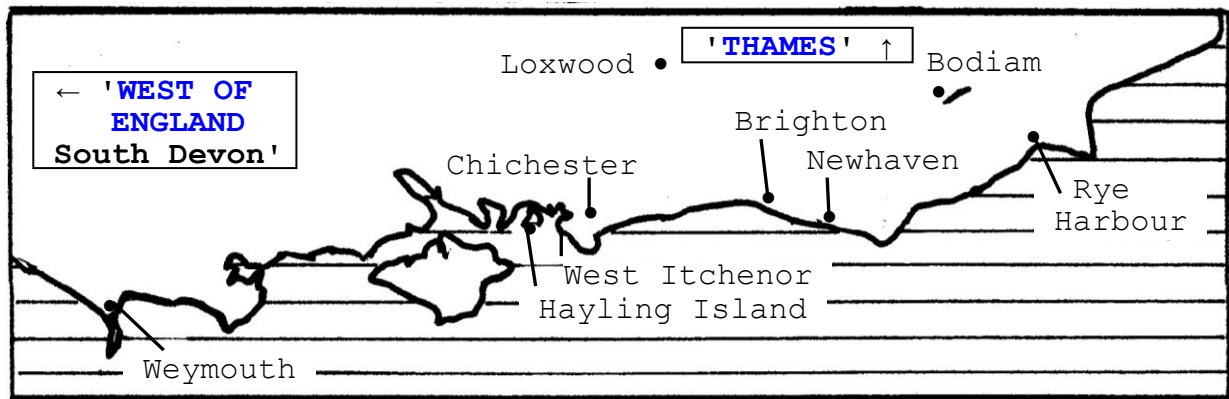 'THAMES' ↑
Loxwood
Bodiam
← 'WEST OF
ENGLAND
South Devon'
Brighton
Newhaven
Chichester
Rye
Harbour
West Itchenor
Hayling Island
Weymouth